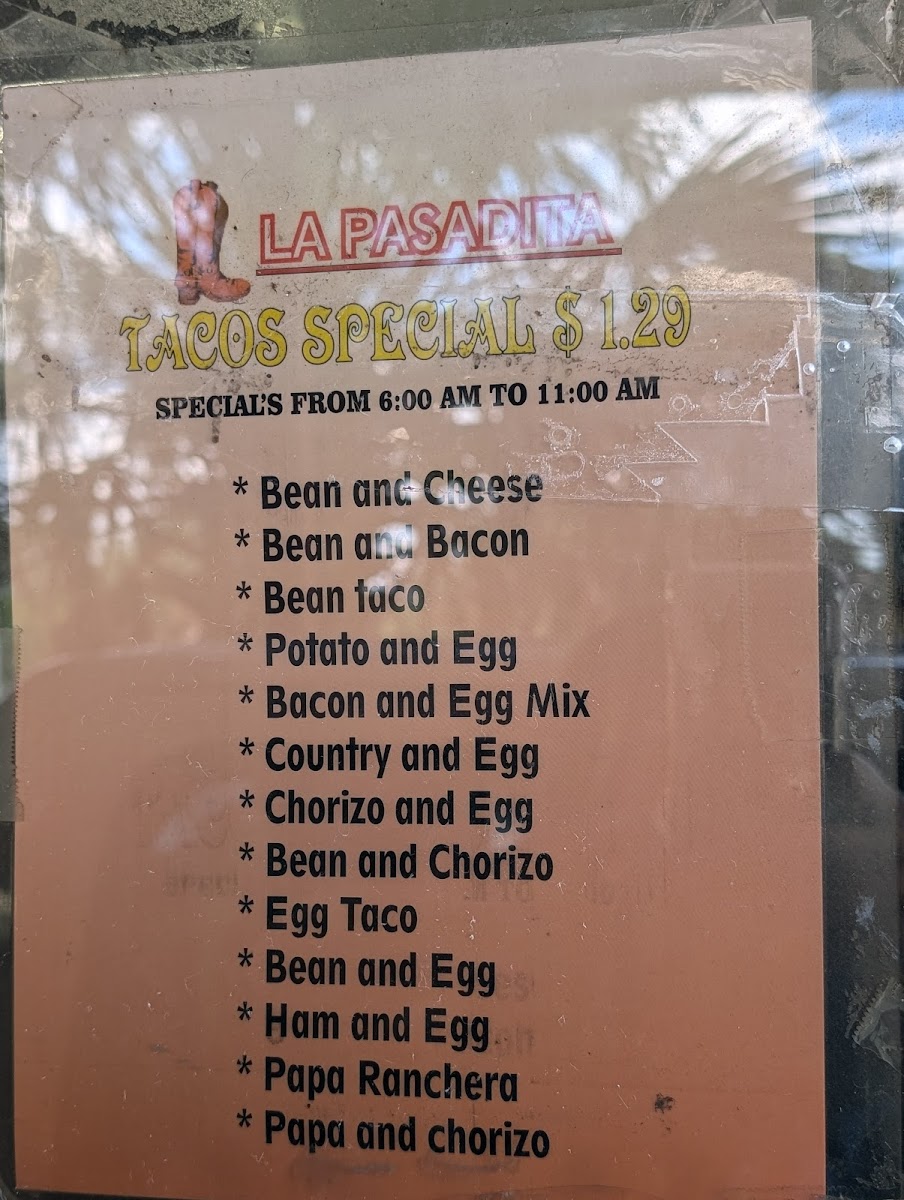 LA PASADITA
TACOS SPECIAL $ 1.29
SPECIAL'S FROM 6:00 AM TO 11:00 AM
* Bean and Cheese
* Bean and Bacon
* Bean taco
* Potato and Egg
* Bacon and Egg Mix
* Country and Egg
* Chorizo and Egg
* Bean and Chorizo
* Egg Taco
* Bean and Egg
* Ham and Egg
* Papa Ranchera
* Papa and chorizo